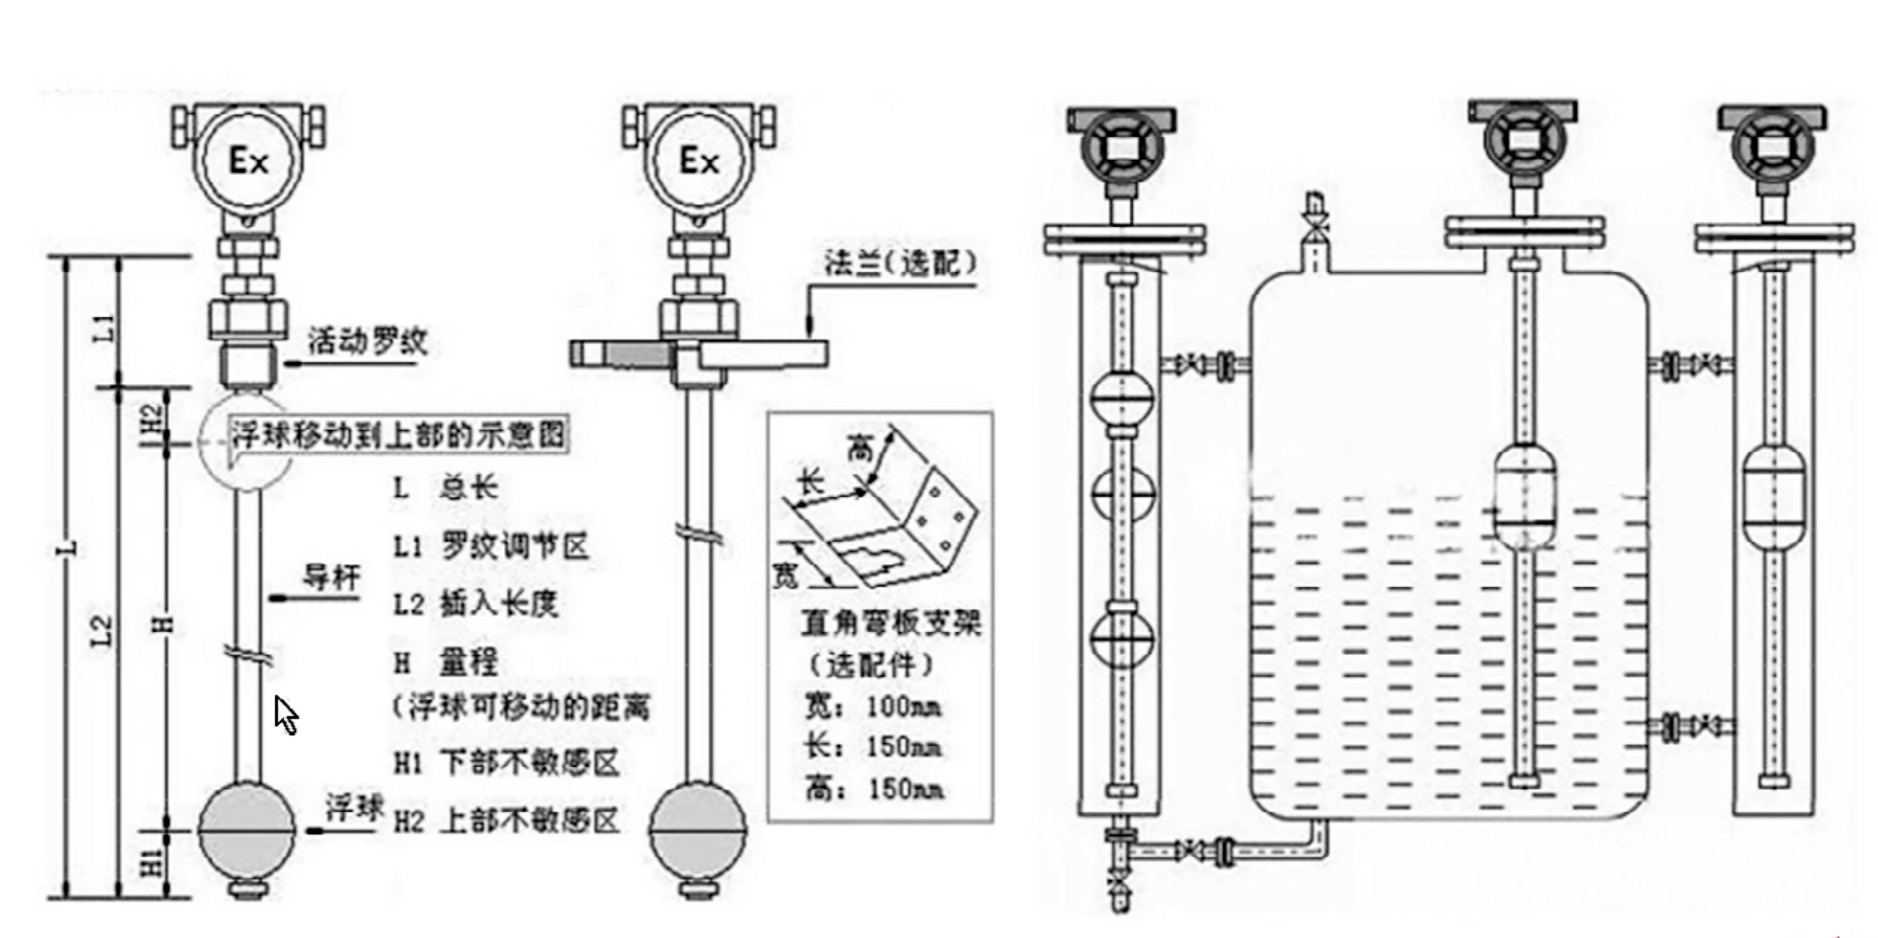 Ex
Ex
法兰(选配)
L1
活动罗纹
H2
浮球移动到上部的示意图
L 总长
L1 罗纹调节区
L
导杆
L2 插入长度
L2
H
H 量程
(浮球可移动的距离
H1 下部不敏感区
浮球
H2 上部不敏感区
H1
高
长
宽
直角弯板支架
(选配件)
宽: 100mm
长: 150mm
高: 150mm